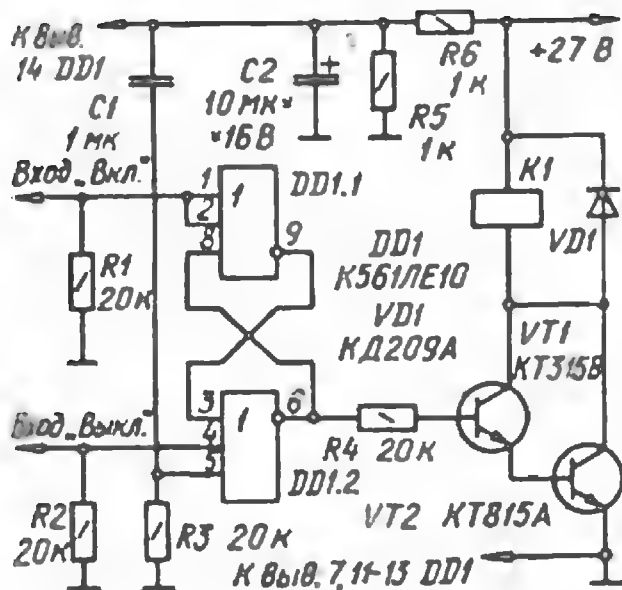 К Выв.
14 DD1
C1
1 мк
C2
10 мк×
×16 В
R5
1 к
R6
1 к
+27 В
Вход „Вкл."
1
2
8
1
9
DD1.1
R1
20 к
DD1
К561ЛЕ10
VD1
КД209А
K1
VD1
VT1
КТ315В
3
4
5
1
6
DD1.2
Вход „Выкл."
R4 20 к
R2
20 к
R3 20 к
VT2 КТ815А
К Выв. 7, 11-13 DD1